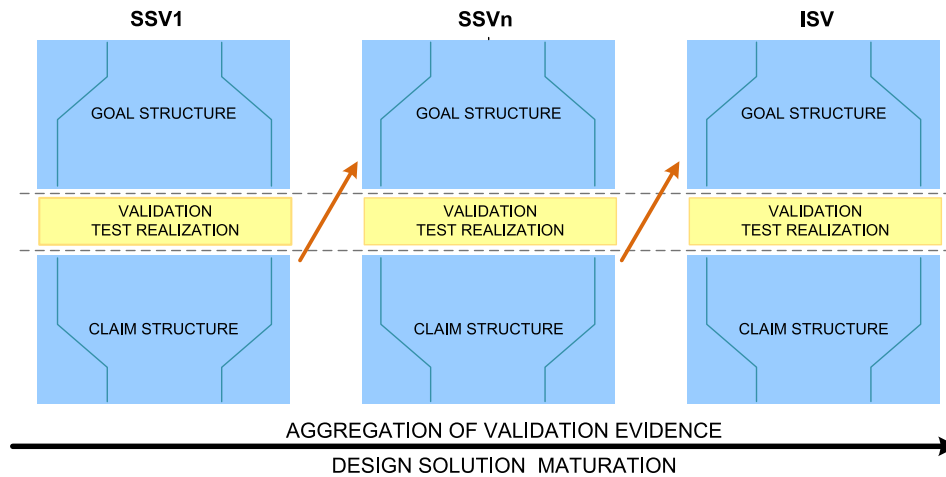 SSV1
SSVn
ISV
GOAL STRUCTURE
GOAL STRUCTURE
GOAL STRUCTURE
VALIDATION
TEST REALIZATION
VALIDATION
TEST REALIZATION
VALIDATION
TEST REALIZATION
CLAIM STRUCTURE
CLAIM STRUCTURE
CLAIM STRUCTURE
AGGREGATION OF VALIDATION EVIDENCE
DESIGN SOLUTION MATURATION